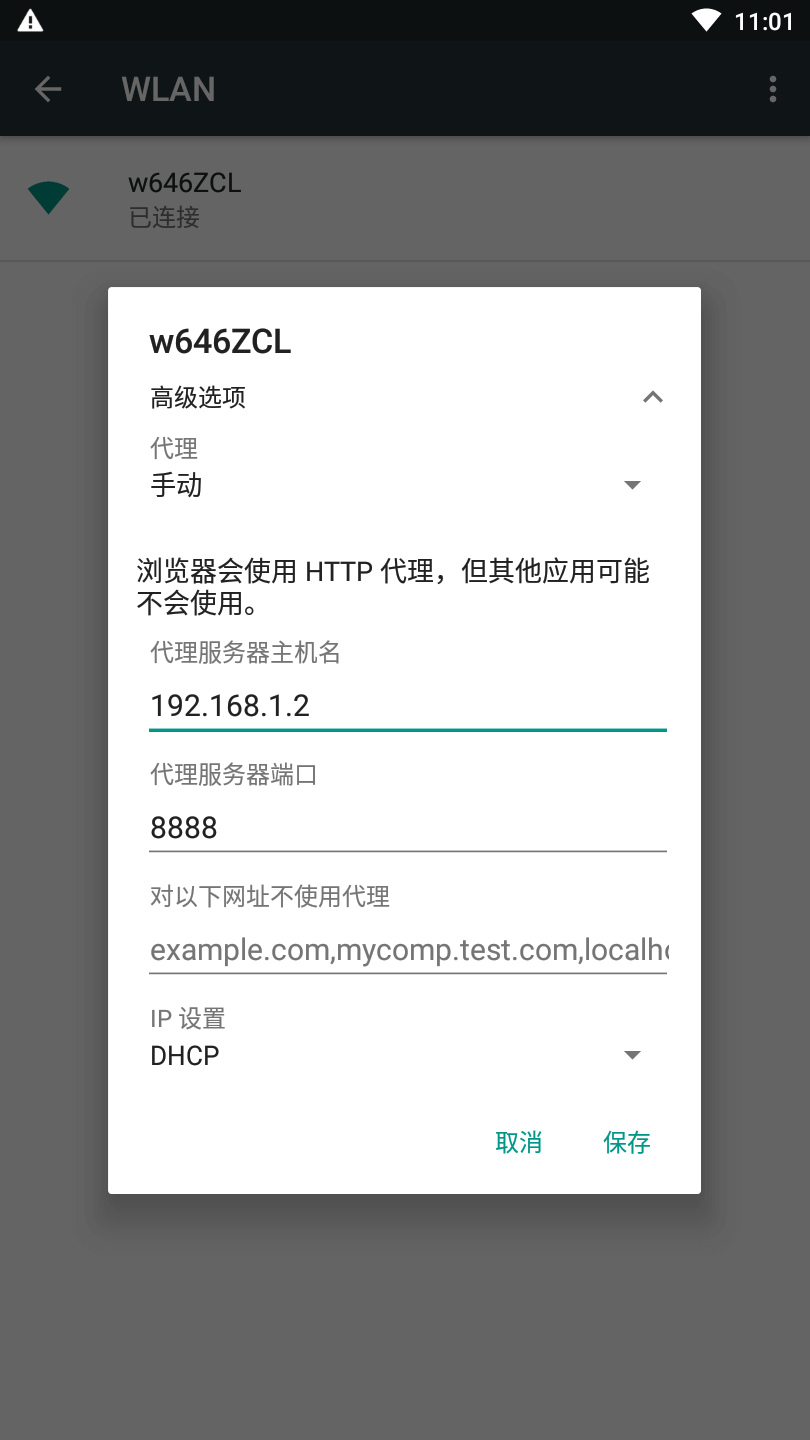 11:01
WLAN
w646ZCL
已连接
w646ZCL
高级选项
代理
手动
浏览器会使用 HTTP 代理，但其他应用可能
不会使用。
代理服务器主机名
192.168.1.2
代理服务器端口
8888
对以下网址不使用代理
example.com,mycomp.test.com,localho
IP 设置
DHCP
取消 保存